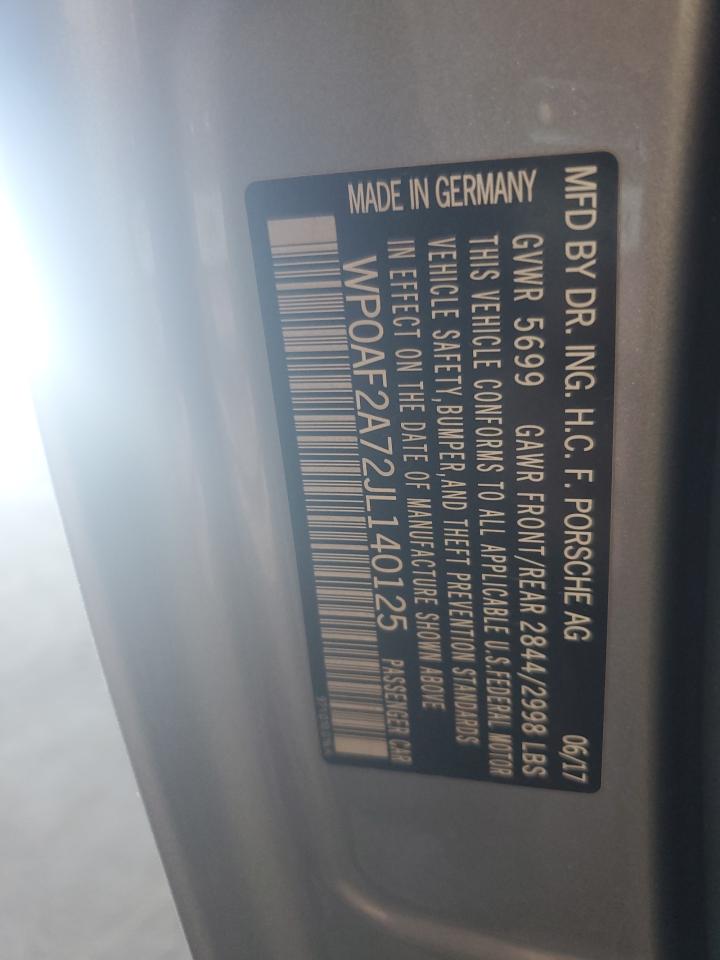 MFD BY DR. ING. H.C. F. PORSCHE AG 06/17
GVWR 5699 GAWR FRONT/REAR 2844/2998 LBS
THIS VEHICLE CONFORMS TO ALL APPLICABLE U.S.FEDERAL MOTOR
VEHICLE SAFETY,BUMPER,AND THEFT PREVENTION STANDARDS
IN EFFECT ON THE DATE OF MANUFACTURE SHOWN ABOVE
WP0AF2A72JL140125 PASSENGER CAR
MADE IN GERMANY